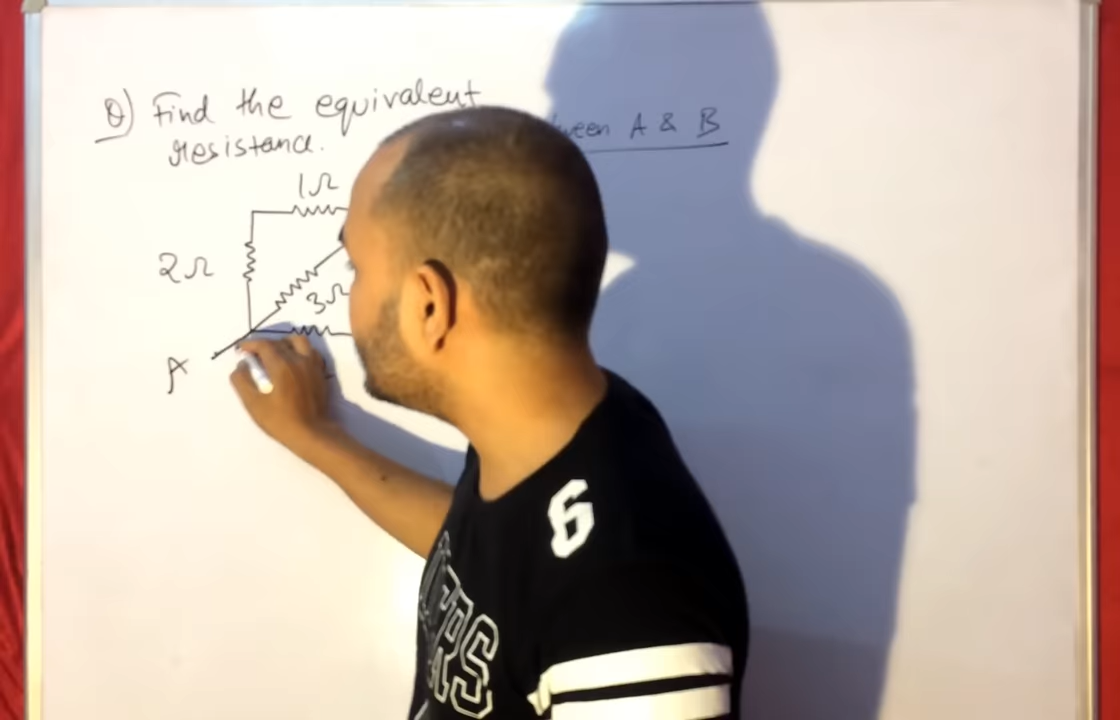 Q) Find the equivalent
resistance. ween A & B
1Ω
2Ω
3Ω
A
6